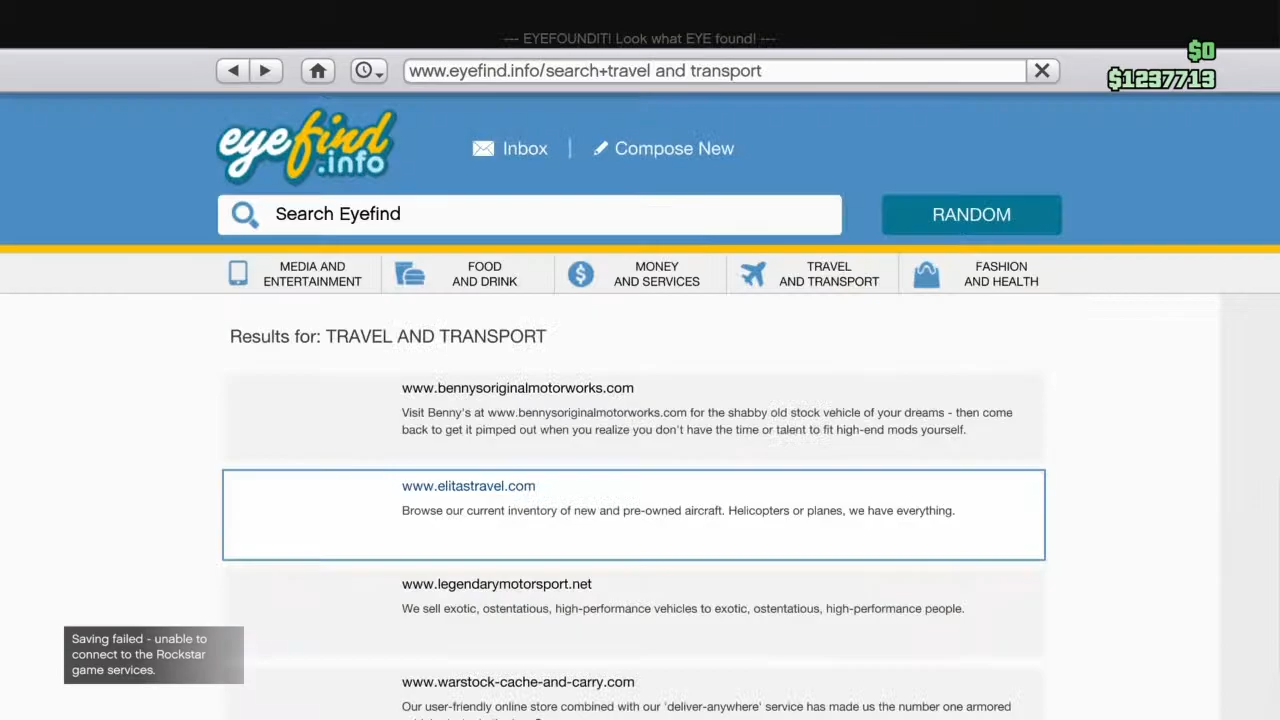 --- EYEFOUNDIT! Look what EYE found! ---
$0
www.eyefind.info/search+travel and transport
$1237713
eyefind
.info
Inbox
Compose New
Search Eyefind
RANDOM
MEDIA AND
ENTERTAINMENT
FOOD
AND DRINK
MONEY
AND SERVICES
TRAVEL
AND TRANSPORT
FASHION
AND HEALTH
Results for: TRAVEL AND TRANSPORT
www.bennysoriginalmotorworks.com
Visit Benny's at www.bennysoriginalmotorworks.com for the shabby old stock vehicle of your dreams - then come
back to get it pimped out when you realize you don't have the time or talent to fit high-end mods yourself.
www.elitastravel.com
Browse our current inventory of new and pre-owned aircraft. Helicopters or planes, we have everything.
www.legendarymotorsport.net
We sell exotic, ostentatious, high-performance vehicles to exotic, ostentatious, high-performance people.
Saving failed - unable to
connect to the Rockstar
game services.
www.warstock-cache-and-carry.com
Our user-friendly online store combined with our 'deliver-anywhere' service has made us the number one armored